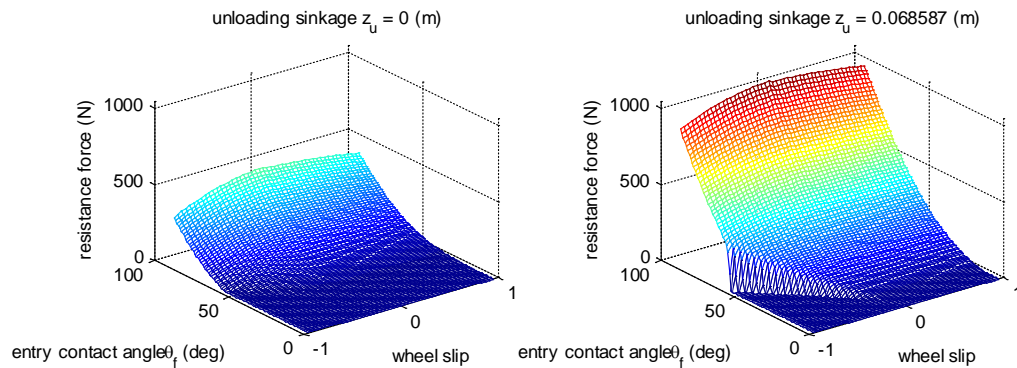 unloading sinkage z_u = 0 (m)
1000
500
0
resistance force (N)
100
50
0
entry contact angleθ_f (deg)
-1
0
1
wheel slip
unloading sinkage z_u = 0.068587 (m)
1000
500
0
resistance force (N)
100
50
0
entry contact angleθ_f (deg)
-1
0
1
wheel slip